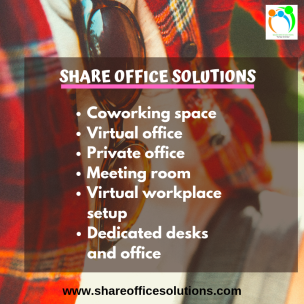 SHARE OFFICE SOLUTIONS
• Coworking space
• Virtual office
• Private office
• Meeting room
• Virtual workplace
setup
• Dedicated desks
and office
www.shareofficesolutions.com